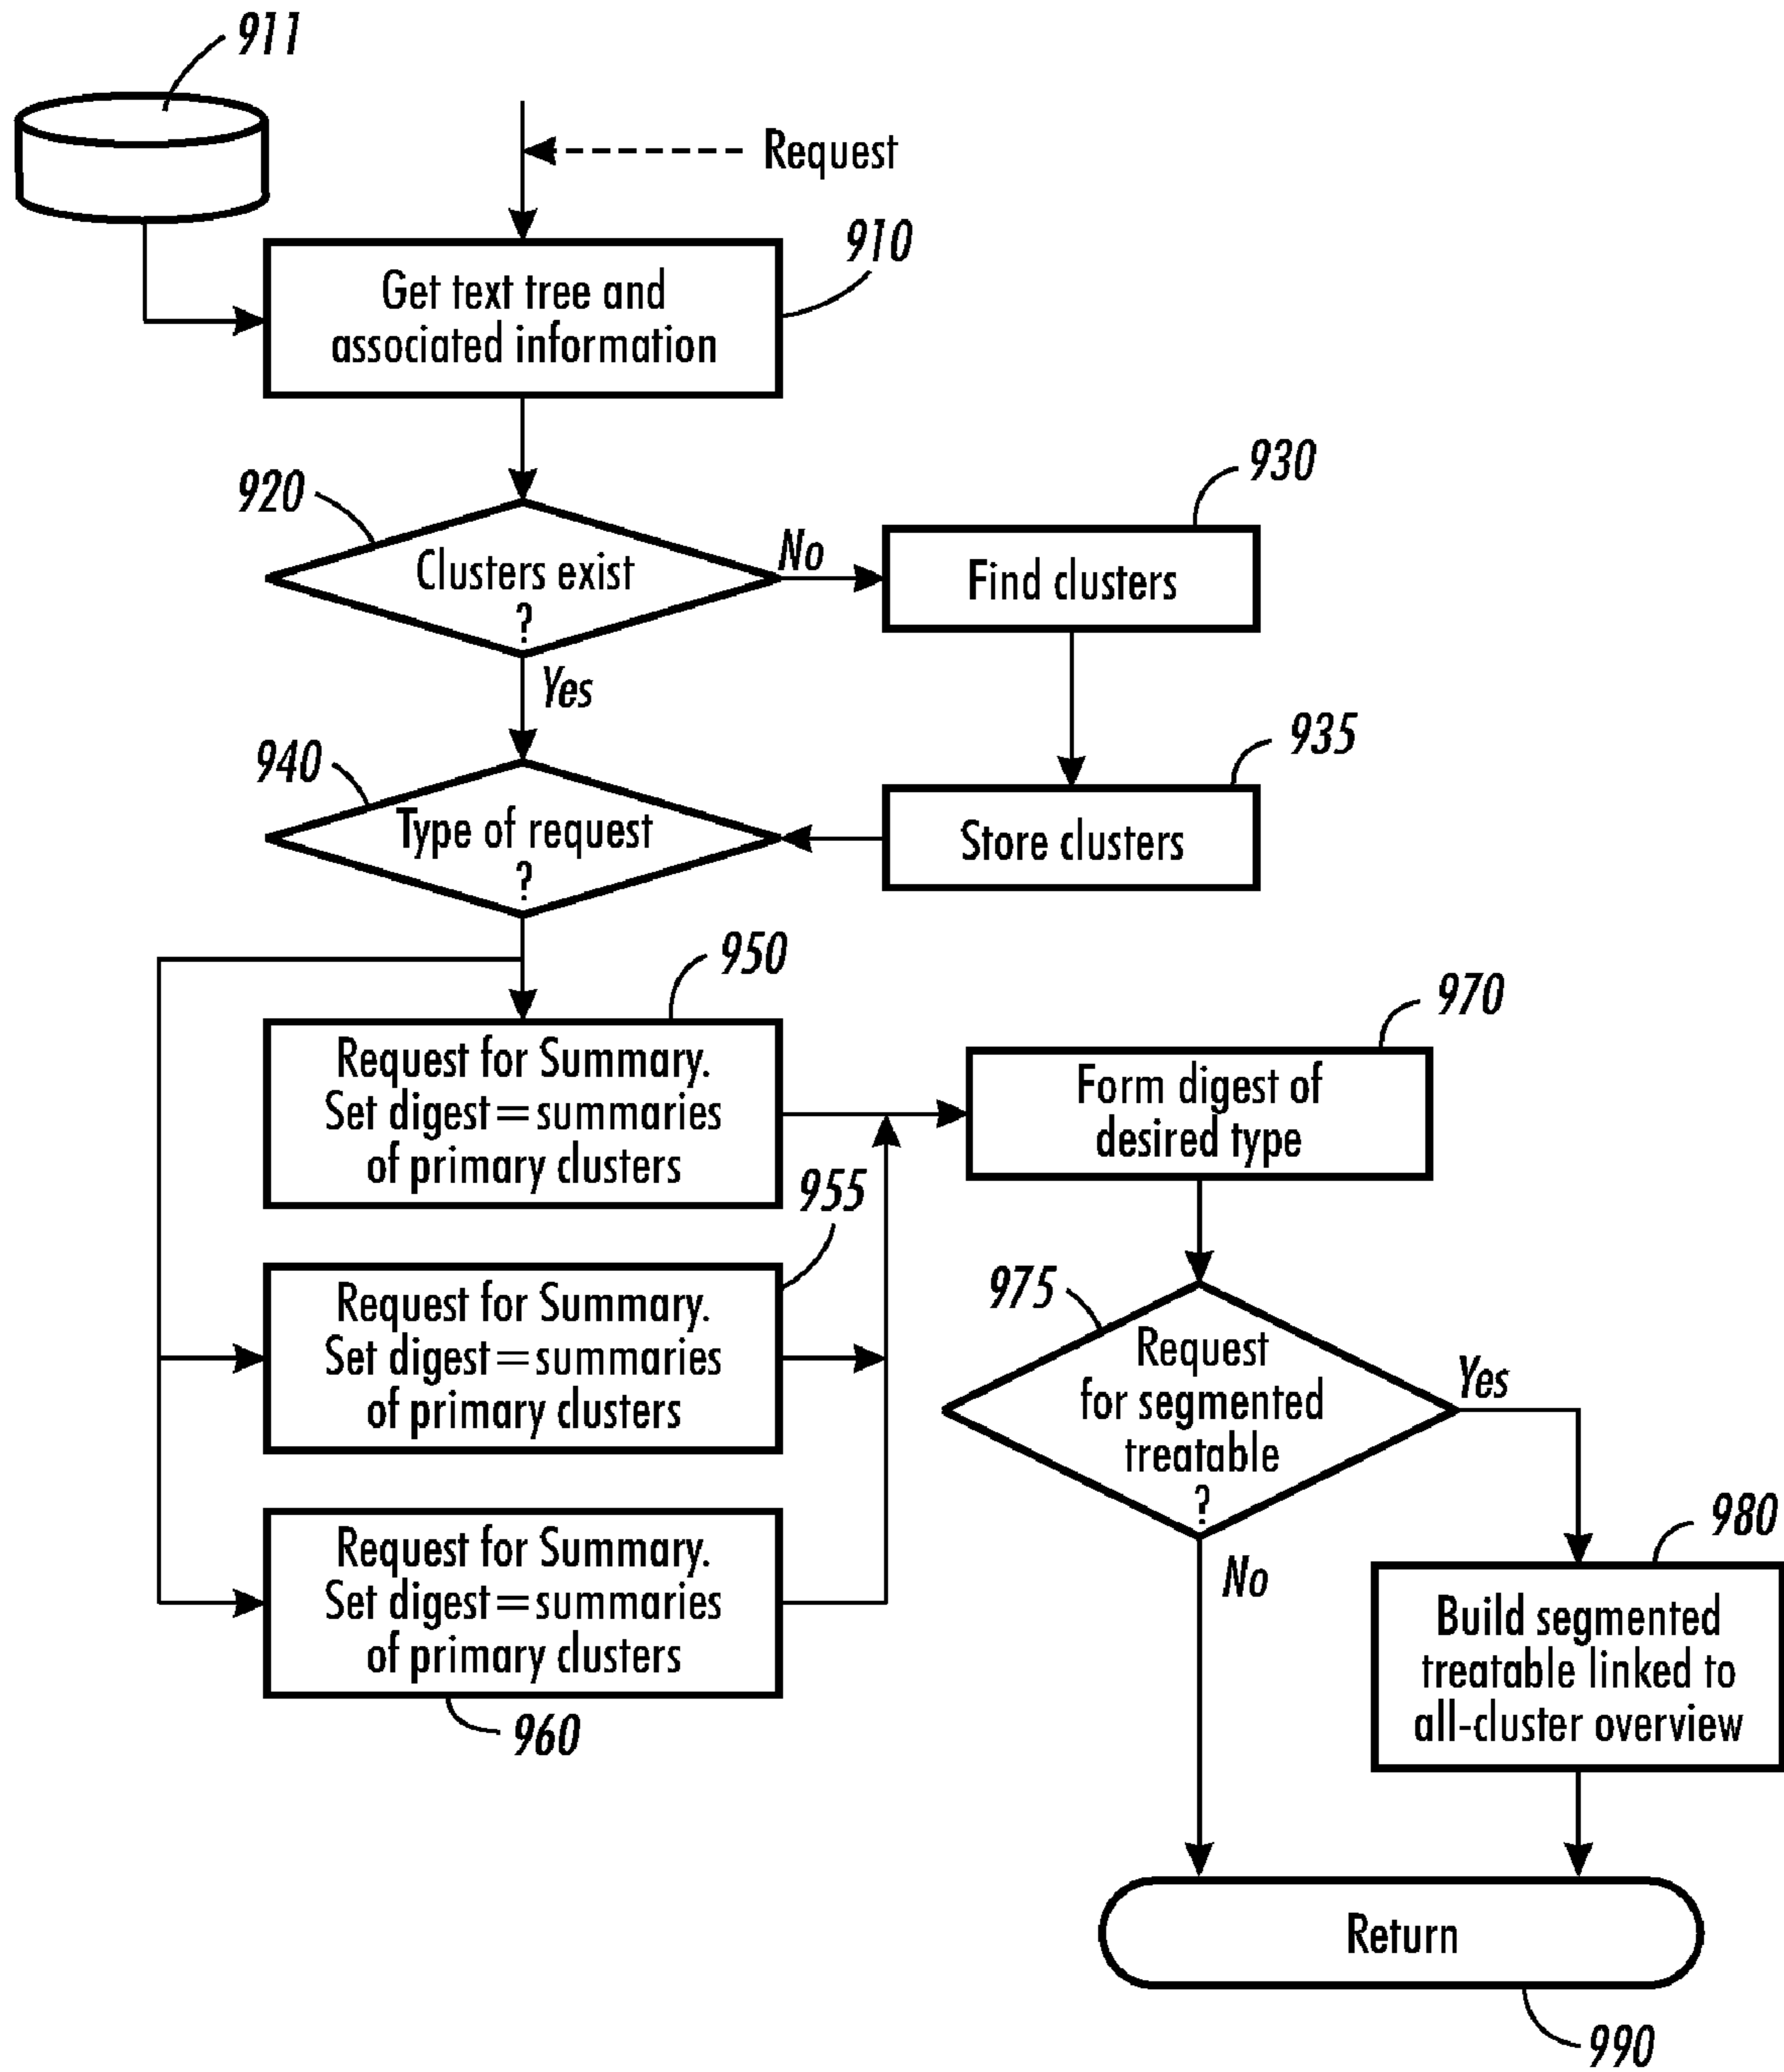 911
Request
910
Get text tree and
associated information
920
Clusters exist
?
No
930
Find clusters
Yes
940
Type of request
?
935
Store clusters
950
Request for Summary.
Set digest=summaries
of primary clusters
955
Request for Summary.
Set digest=summaries
of primary clusters
Request for Summary.
Set digest=summaries
of primary clusters
960
970
Form digest of
desired type
975
Request
for segmented
treatable
?
Yes
No
980
Build segmented
treatable linked to
all-cluster overview
Return
990